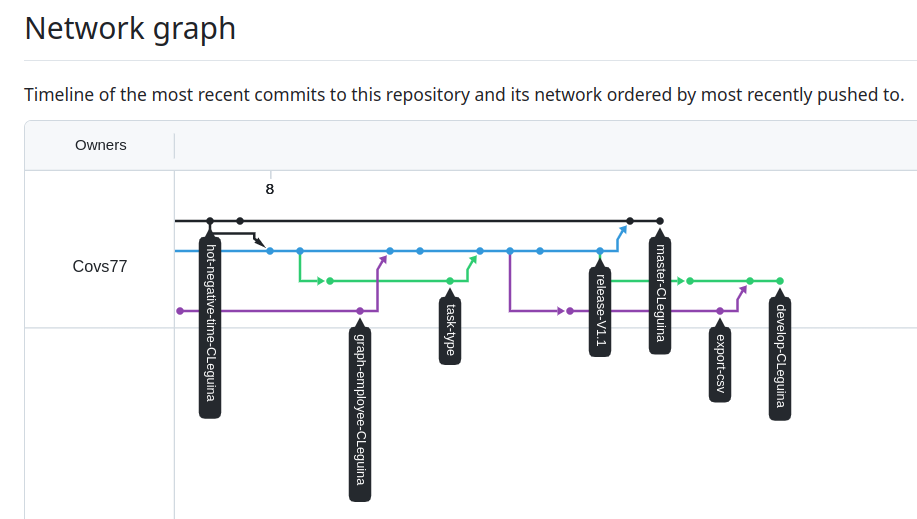 Network graph
Timeline of the most recent commits to this repository and its network ordered by most recently pushed to.
Owners
8
Covs77
hot-negative-time-CLeguina
graph-employee-CLeguina
task-type
release-V1.1
master-CLeguina
export-csv
develop-CLeguina